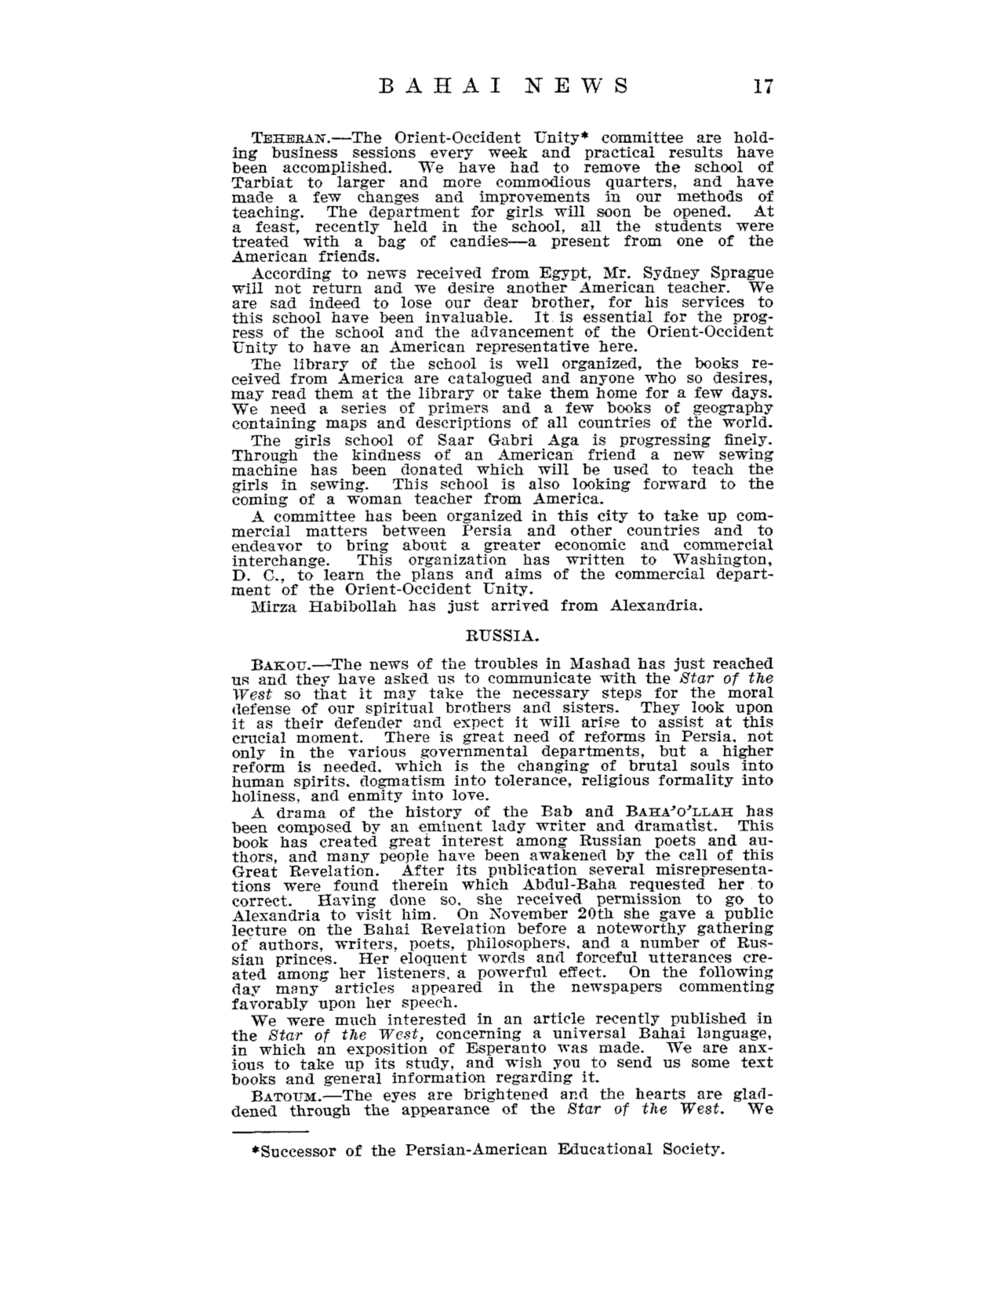 BAHAI NEWS 17
TEHERAN.—The Orient-Occident Unity* committee are hold-
ing business sessions every week and practical results have
been accomplished. We have had to remove the school of
Tarbiat to larger and more commodious quarters, and have
made a few changes and improvements in our methods of
teaching. The department for girls will soon be opened. At
a feast, recently held in the school, all the students were
treated with a bag of candies—a present from one of the
American friends.
According to news received from Egypt, Mr. Sydney Sprague
will not return and we desire another American teacher. We
are sad indeed to lose our dear brother, for his services to
this school have been invaluable. It is essential for the prog-
ress of the school and the advancement of the Orient-Occident
Unity to have an American representative here.
The library of the school is well organized, the books re-
ceived from America are catalogued and anyone who so desires,
may read them at the library or take them home for a few days.
We need a series of primers and a few books of geography
containing maps and descriptions of all countries of the world.
The girls school of Saar Gabri Aga is progressing finely.
Through the kindness of an American friend a new sewing
machine has been donated which will be used to teach the
girls in sewing. This school is also looking forward to the
coming of a woman teacher from America.
A committee has been organized in this city to take up com-
mercial matters between Persia and other countries and to
endeavor to bring about a greater economic and commercial
interchange. This organization has written to Washington,
D. C., to learn the plans and aims of the commercial depart-
ment of the Orient-Occident Unity.
Mirza Habibollah has just arrived from Alexandria.
RUSSIA.
BAKOU.—The news of the troubles in Mashad has just reached
us and they have asked us to communicate with the Star of the
West so that it may take the necessary steps for the moral
defense of our spiritual brothers and sisters. They look upon
it as their defender and expect it will arise to assist at this
crucial moment. There is great need of reforms in Persia, not
only in the various governmental departments, but a higher
reform is needed, which is the changing of brutal souls into
human spirits, dogmatism into tolerance, religious formality into
holiness, and enmity into love.
A drama of the history of the Bab and BAHA'O'LLAH has
been composed by an eminent lady writer and dramatist. This
book has created great interest among Russian poets and au-
thors, and many people have been awakened by the call of this
Great Revelation. After its publication several misrepresenta-
tions were found therein which Abdul-Baha requested her to
correct. Having done so, she received permission to go to
Alexandria to visit him. On November 20th she gave a public
lecture on the Bahai Revelation before a noteworthy gathering
of authors, writers, poets, philosophers, and a number of Rus-
sian princes. Her eloquent words and forceful utterances cre-
ated among her listeners, a powerful effect. On the following
day many articles appeared in the newspapers commenting
favorably upon her speech.
We were much interested in an article recently published in
the Star of the West, concerning a universal Bahai language,
in which an exposition of Esperanto was made. We are anx-
ious to take up its study, and wish you to send us some text
books and general information regarding it.
BATOUM.—The eyes are brightened and the hearts are glad-
dened through the appearance of the Star of the West. We
*Successor of the Persian-American Educational Society.